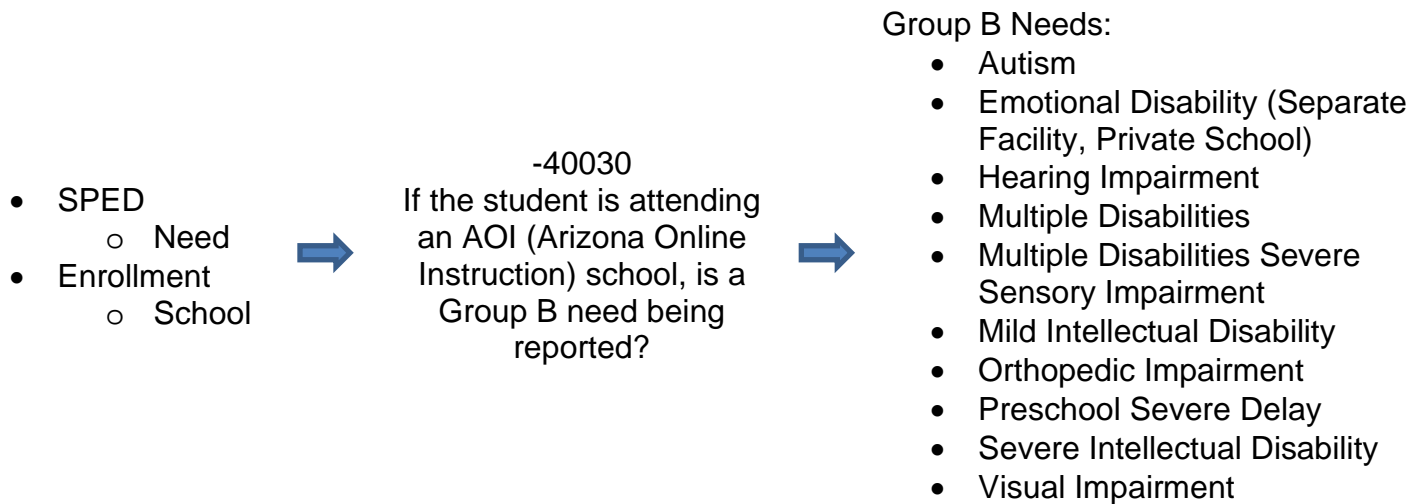 • SPED
o Need
• Enrollment
o School
-40030
If the student is attending
an AOI (Arizona Online
Instruction) school, is a
Group B need being
reported?
Group B Needs:
• Autism
• Emotional Disability (Separate
Facility, Private School)
• Hearing Impairment
• Multiple Disabilities
• Multiple Disabilities Severe
Sensory Impairment
• Mild Intellectual Disability
• Orthopedic Impairment
• Preschool Severe Delay
• Severe Intellectual Disability
• Visual Impairment